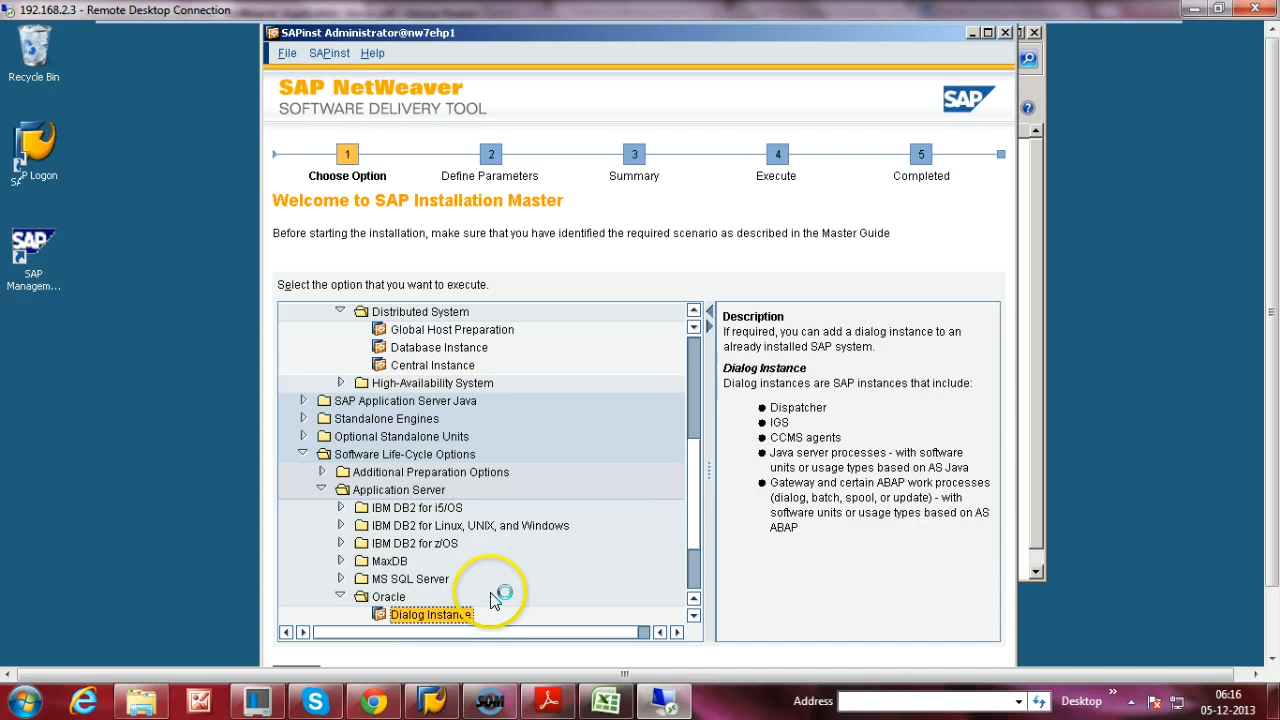 192.168.2.3 - Remote Desktop Connection
Recycle Bin
SAPinst Administrator@nw7ehp1
File SAPinst Help
SAP NetWeaver
SOFTWARE DELIVERY TOOL
SAP
1 2 3 4 5
Choose Option Define Parameters Summary Execute Completed
Welcome to SAP Installation Master
Before starting the installation, make sure that you have identified the required scenario as described in the Master Guide
Select the option that you want to execute.
Distributed System
Global Host Preparation
Database Instance
Central Instance
High-Availability System
SAP Application Server Java
Standalone Engines
Optional Standalone Units
Software Life-Cycle Options
Additional Preparation Options
Application Server
IBM DB2 for i5/OS
IBM DB2 for Linux, UNIX, and Windows
IBM DB2 for z/OS
MaxDB
MS SQL Server
Oracle
Dialog Instance
Description
If required, you can add a dialog instance to an
already installed SAP system.
Dialog Instance
Dialog instances are SAP instances that include:
Dispatcher
IGS
CCMS agents
Java server processes - with software
units or usage types based on AS Java
Gateway and certain ABAP work processes
(dialog, batch, spool, or update) - with
software units or usage types based on AS
ABAP
Logon
SAP
SAP
Managem...
SOM
Address
Desktop
06:16
05-12-2013